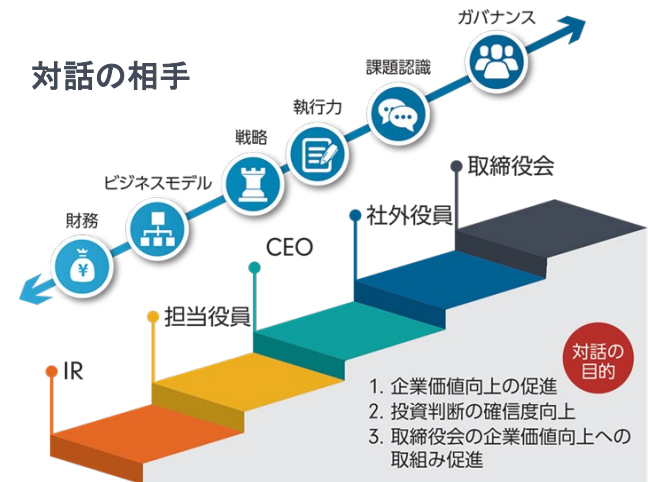 対話の相手
ガバナンス
課題認識
執行力
戦略
ビジネスモデル
財務
¥
取締役会
社外役員
CEO
担当役員
IR
対話の
目的
1. 企業価値向上の促進
2. 投資判断の確信度向上
3. 取締役会の企業価値向上への
取組み促進